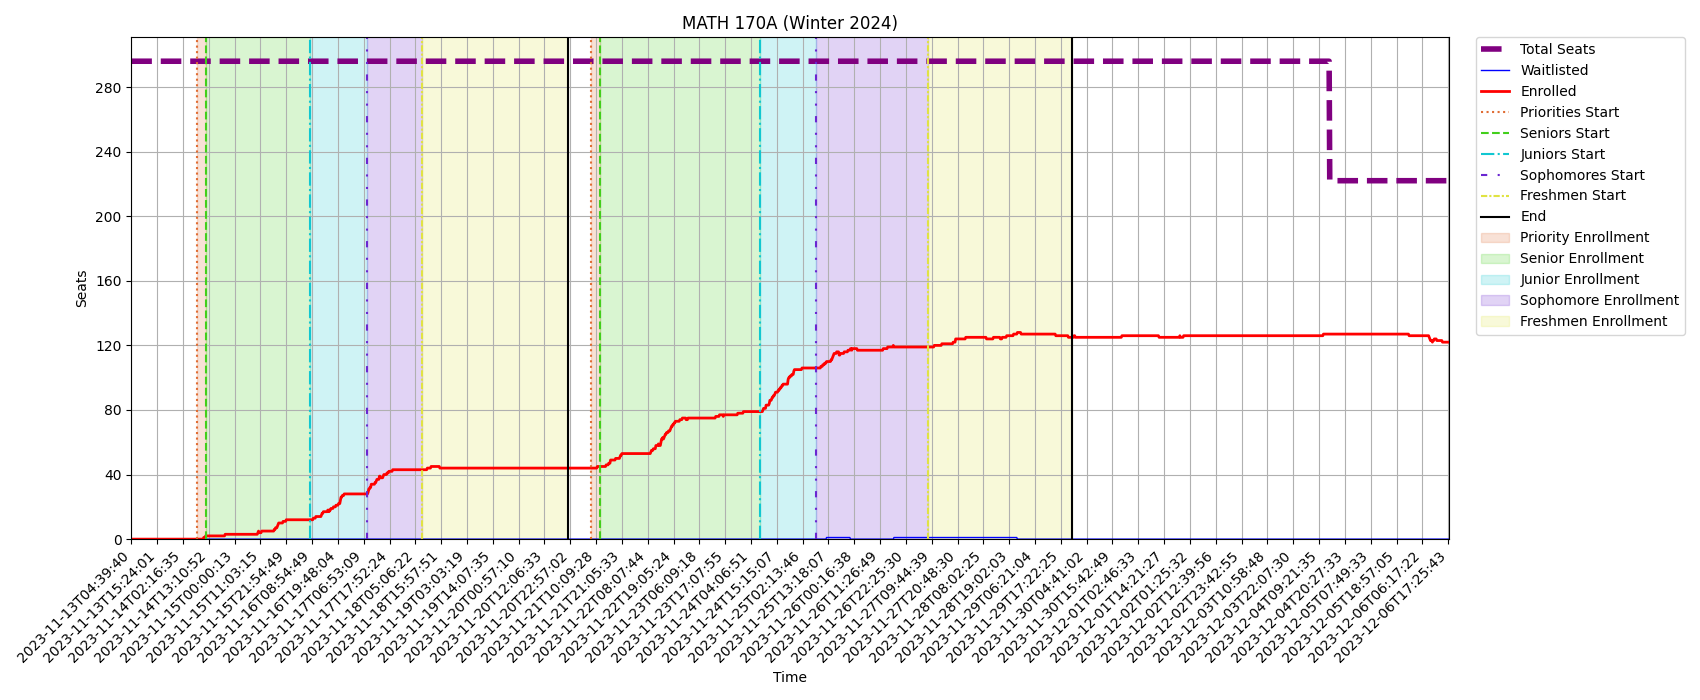 MATH 170A (Winter 2024)
Seats
280
240
200
160
120
80
40
0
2023-11-13T04:39:40
2023-11-13T15:24:01
2023-11-14T02:16:35
2023-11-14T13:10:52
2023-11-15T00:00:13
2023-11-15T11:03:15
2023-11-15T21:54:49
2023-11-16T08:54:49
2023-11-16T19:48:04
2023-11-17T06:53:09
2023-11-17T17:52:24
2023-11-18T05:06:22
2023-11-18T15:57:51
2023-11-19T03:03:19
2023-11-19T14:07:35
2023-11-20T00:57:10
2023-11-20T12:06:33
2023-11-20T22:57:02
2023-11-21T10:09:28
2023-11-21T21:05:33
2023-11-22T08:07:44
2023-11-22T19:05:24
2023-11-23T06:09:18
2023-11-23T17:07:55
2023-11-24T04:06:51
2023-11-24T15:15:07
2023-11-25T02:13:46
2023-11-25T13:18:07
2023-11-26T00:16:38
2023-11-26T11:26:49
2023-11-26T22:25:30
2023-11-27T09:44:39
2023-11-27T20:48:30
2023-11-28T08:02:25
2023-11-28T19:02:03
2023-11-29T06:21:04
2023-11-29T17:22:25
2023-11-30T04:41:02
2023-11-30T15:42:49
2023-12-01T02:46:33
2023-12-01T14:21:27
2023-12-02T01:25:32
2023-12-02T12:39:56
2023-12-02T23:42:55
2023-12-03T10:58:48
2023-12-03T22:07:30
2023-12-04T09:21:35
2023-12-04T20:27:33
2023-12-05T07:49:33
2023-12-05T18:57:05
2023-12-06T06:17:22
2023-12-06T17:25:43
Time
Total Seats
Waitlisted
Enrolled
Priorities Start
Seniors Start
Juniors Start
Sophomores Start
Freshmen Start
End
Priority Enrollment
Senior Enrollment
Junior Enrollment
Sophomore Enrollment
Freshmen Enrollment